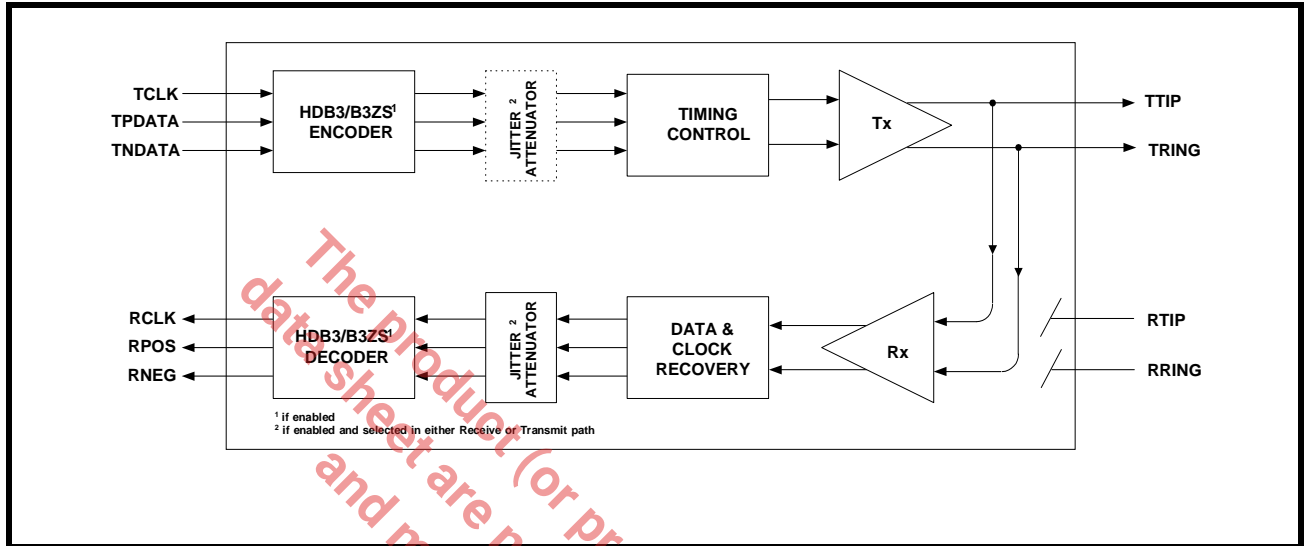 TCLK
TPDATA
TNDATA
HDB3/B3ZS¹
ENCODER
JITTER ²
ATTENUATOR
TIMING
CONTROL
Tx
TTIP
TRING
RCLK
RPOS
RNEG
HDB3/B3ZS¹
DECODER
JITTER ²
ATTENUATOR
DATA &
CLOCK
RECOVERY
Rx
RTIP
RRING
¹ if enabled
² if enabled and selected in either Receive or Transmit path
The product (or pr
data sheet are
and